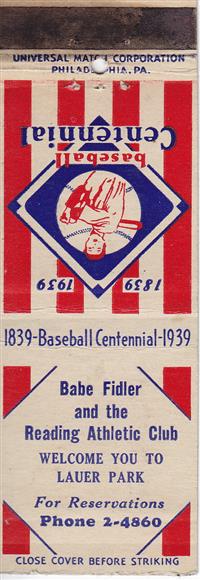 UNIVERSAL MATCH CORPORATION
PHILADELPHIA, PA.
baseball
Centennial
1839 1939
1839-Baseball Centennial-1939
Babe Fidler
and the
Reading Athletic Club
WELCOME YOU TO
LAUER PARK
For Reservations
Phone 2-4860
CLOSE COVER BEFORE STRIKING